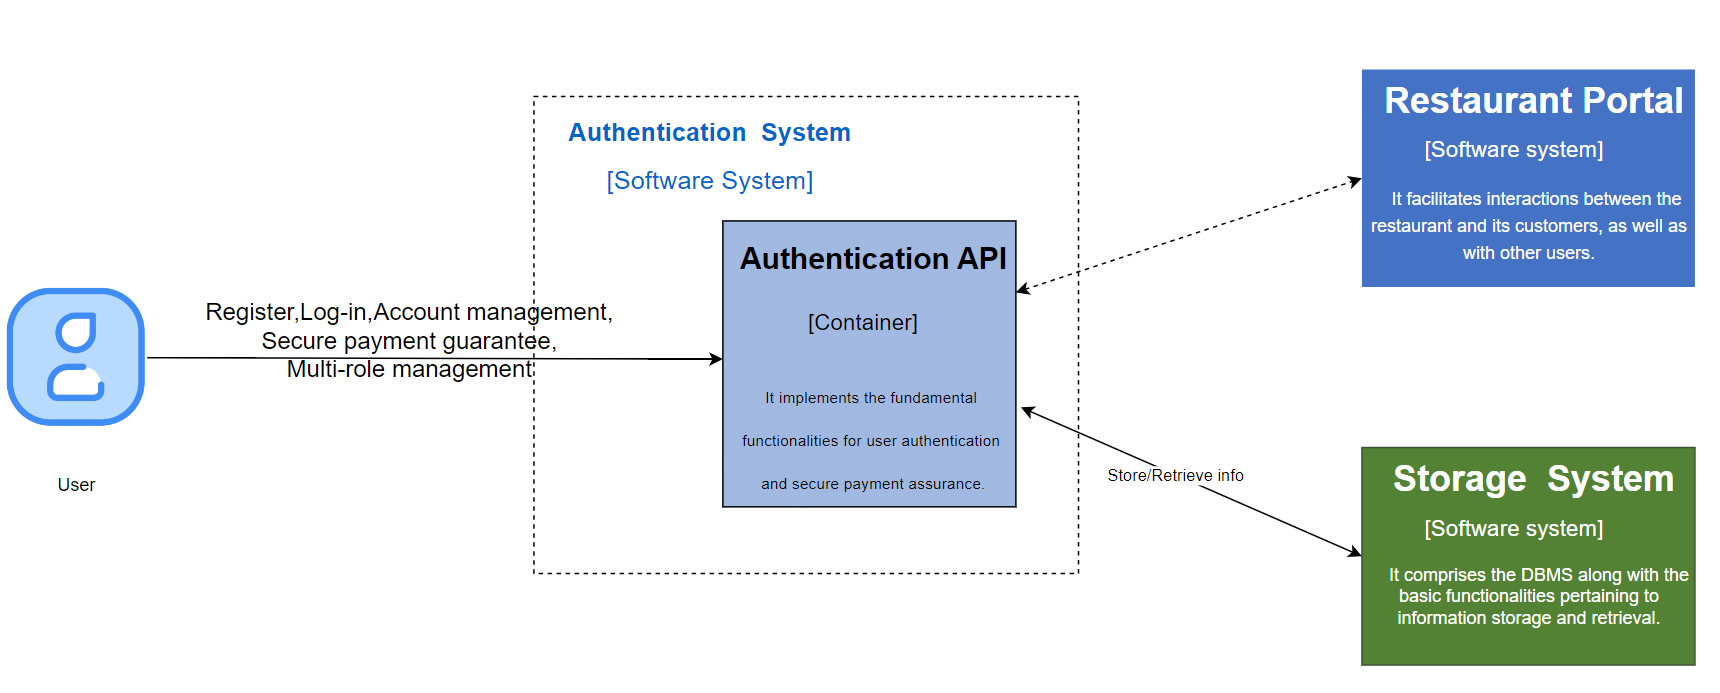 Authentication  System
[Software System]
Authentication API
[Container]
It implements the fundamental
functionalities for user authentication
and secure payment assurance.
Register,Log-in,Account management,
Secure payment guarantee,
Multi-role management
User
Restaurant Portal
[Software system]
It facilitates interactions between the
restaurant and its customers, as well as
with other users.
Store/Retrieve info
Storage  System
[Software system]
It comprises the DBMS along with the
basic functionalities pertaining to
information storage and retrieval.